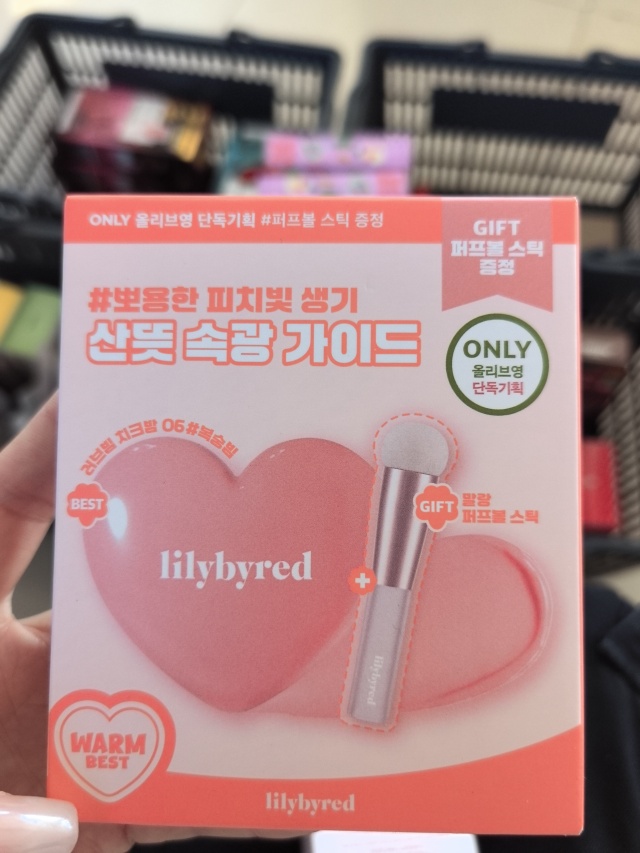 ONLY 올리브영 단독기획 #퍼프볼 스틱 증정
GIFT
퍼프볼 스틱
증정
#뽀용한 피치빛 생기
산뜻 속광 가이드
ONLY
올리브영
단독기획
러브빔 치크밤 06 #복숭빔
BEST
GIFT
말랑
퍼프볼 스틱
lilybyred
+
lilybyred
WARM
BEST
lilybyred